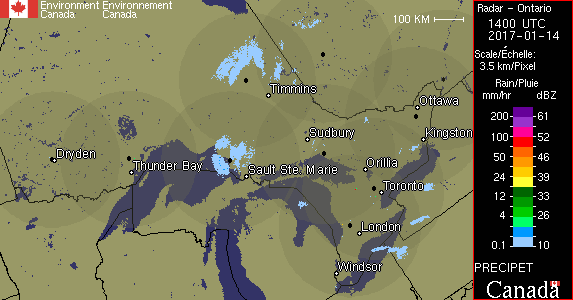 Environment Environnement
Canada Canada
100 KM
Radar - Ontario
1400 UTC
2017-01-14
Scale/Échelle:
3.5 km/Pixel
Rain/Pluie
mm/hr dBZ
200 61
100 52
50 46
24 39
12 33
4 26
0.1 10
PRECIPET
Canada
Timmins
Ottawa
Sudbury
Kingston
Dryden
Thunder Bay
Sault Ste. Marie
Orillia
Toronto
London
Windsor